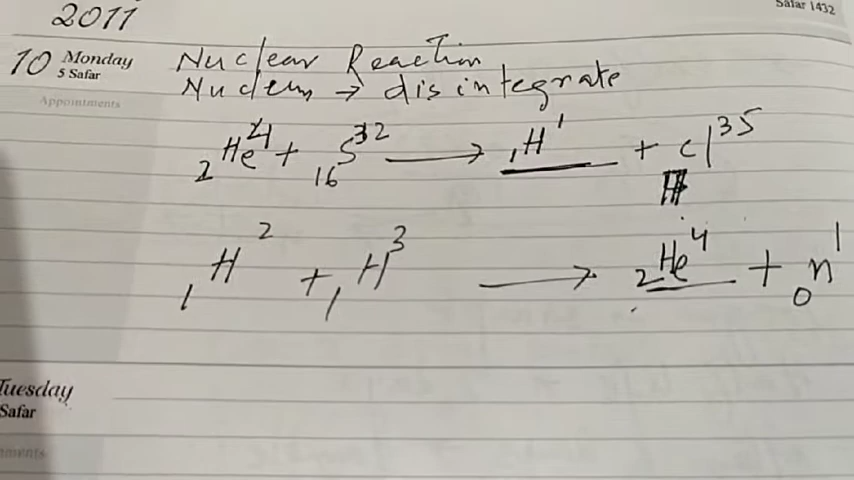 Safar 1432
2011
10 Monday
5 Safar
Appointments
Nuclear Reaction
Nucleus → disintegrate
₂He⁴ + ₁₆S³² ⟶ ₁H¹ + Cl³⁵
₁H² + ₁H³ ⟶ ₂He⁴ + ₀n¹
Tuesday
Safar